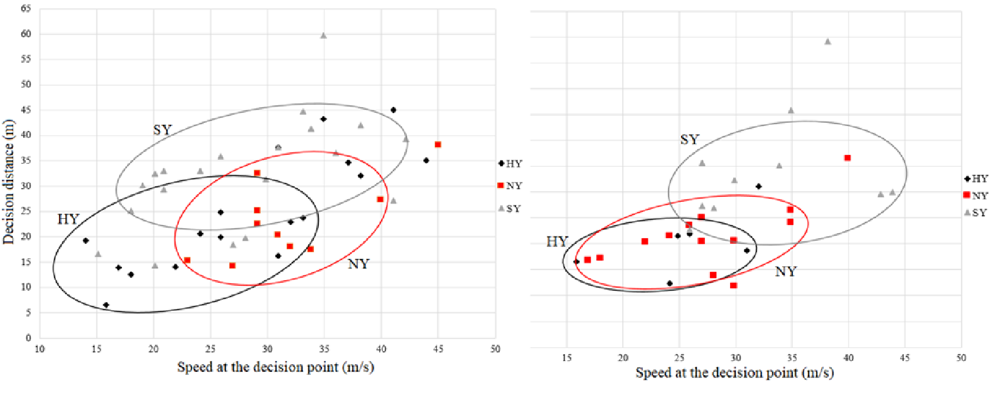 65
60
55
50
45
40
35
30
25
20
15
10
5
0
Decision distance (m)
10 15 20 25 30 35 40 45 50
Speed at the decision point (m/s)
SY
HY
NY
HY
NY
SY
SY
HY
NY
15 20 25 30 35 40 45 50
Speed at the decision point (m/s)
HY
NY
SY